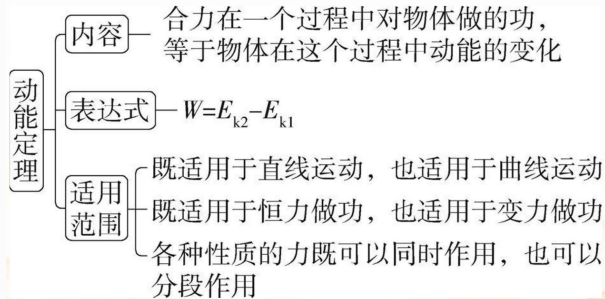 动能定理
内容
合力在一个过程中对物体做的功，
等于物体在这个过程中动能的变化
表达式
W=Ek2-Ek1
适用
范围
既适用于直线运动，也适用于曲线运动
既适用于恒力做功，也适用于变力做功
各种性质的力既可以同时作用，也可以
分段作用